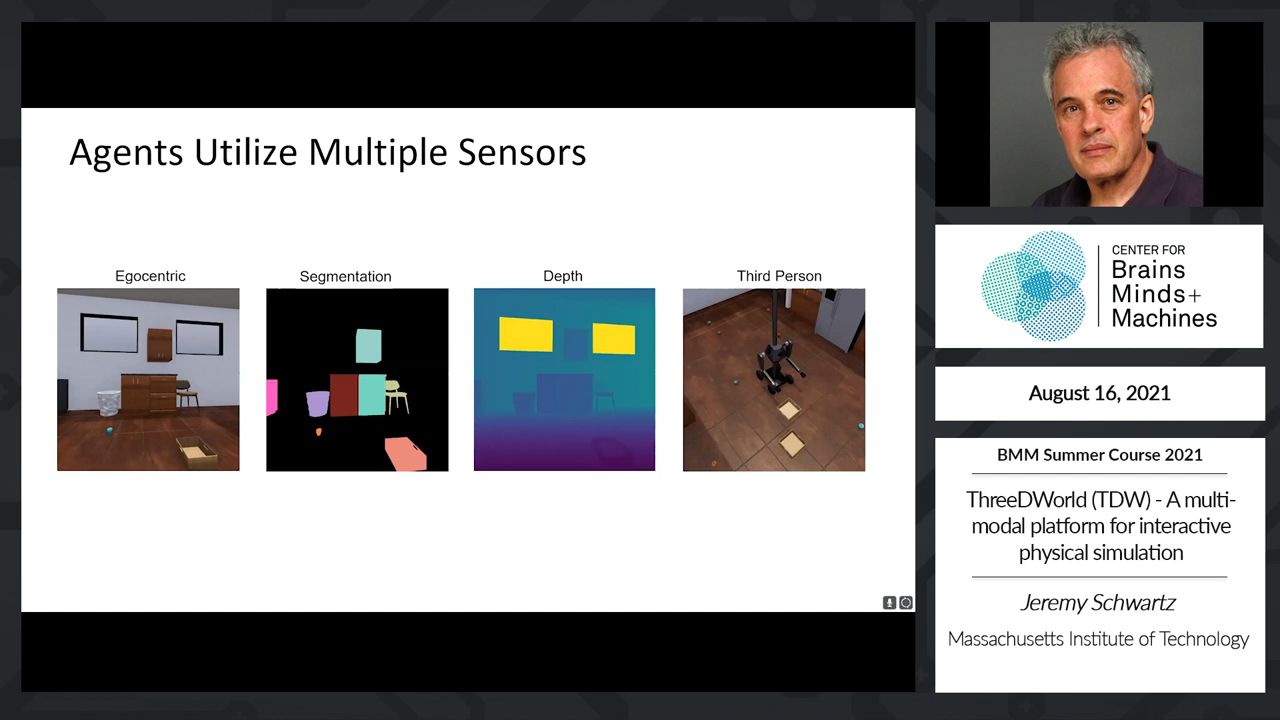 Agents Utilize Multiple Sensors
Egocentric
Segmentation
Depth
Third Person
CENTER FOR
Brains
Minds+
Machines
August 16, 2021
BMM Summer Course 2021
ThreeDWorld (TDW) - A multi-
modal platform for interactive
physical simulation
Jeremy Schwartz
Massachusetts Institute of Technology